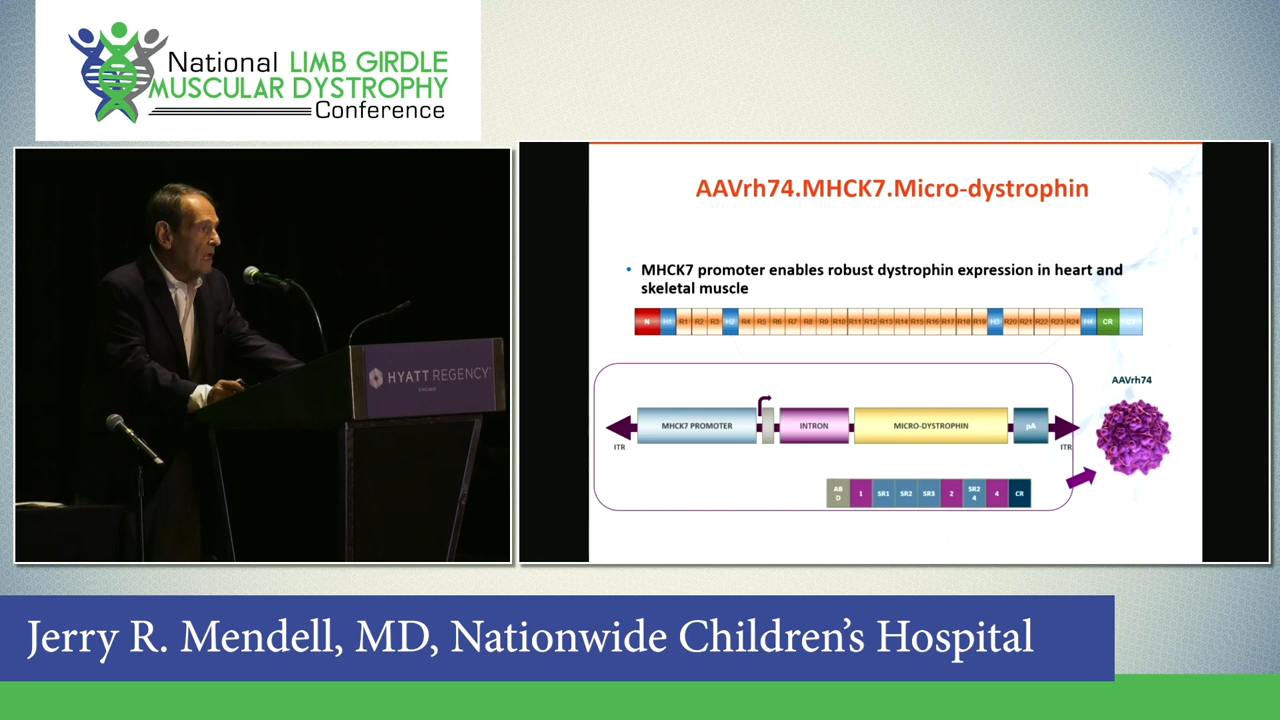 National LIMB GIRDLE
MUSCULAR DYSTROPHY
Conference
HYATT REGENCY
CHICAGO
AAVrh74.MHCK7.Micro-dystrophin
• MHCK7 promoter enables robust dystrophin expression in heart and
skeletal muscle
N H1 R1 R2 R3 H2 R4 R5 R6 R7 R8 R9 R10 R11 R12 R13 R14 R15 R16 R17 R18 R19 H3 R20 R21 R22 R23 R24 H4 CR
AAVrh74
MHCK7 PROMOTER INTRON MICRO-DYSTROPHIN pA
ITR ITR
AB
D 1 SR1 SR2 SR3 2 SR2
4 4 CR
Jerry R. Mendell, MD, Nationwide Children's Hospital